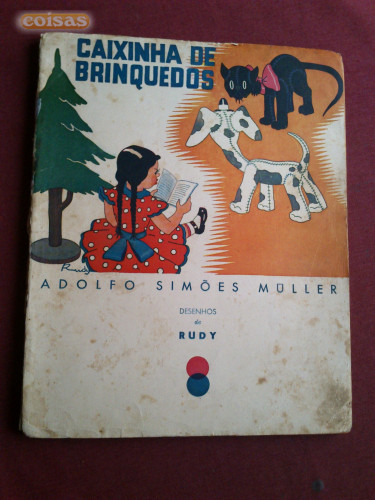 coisas
CAIXINHA DE
BRINQUEDOS
Rudy
ADOLFO SIMÕES MÜLLER
DESENHOS
de
RUDY